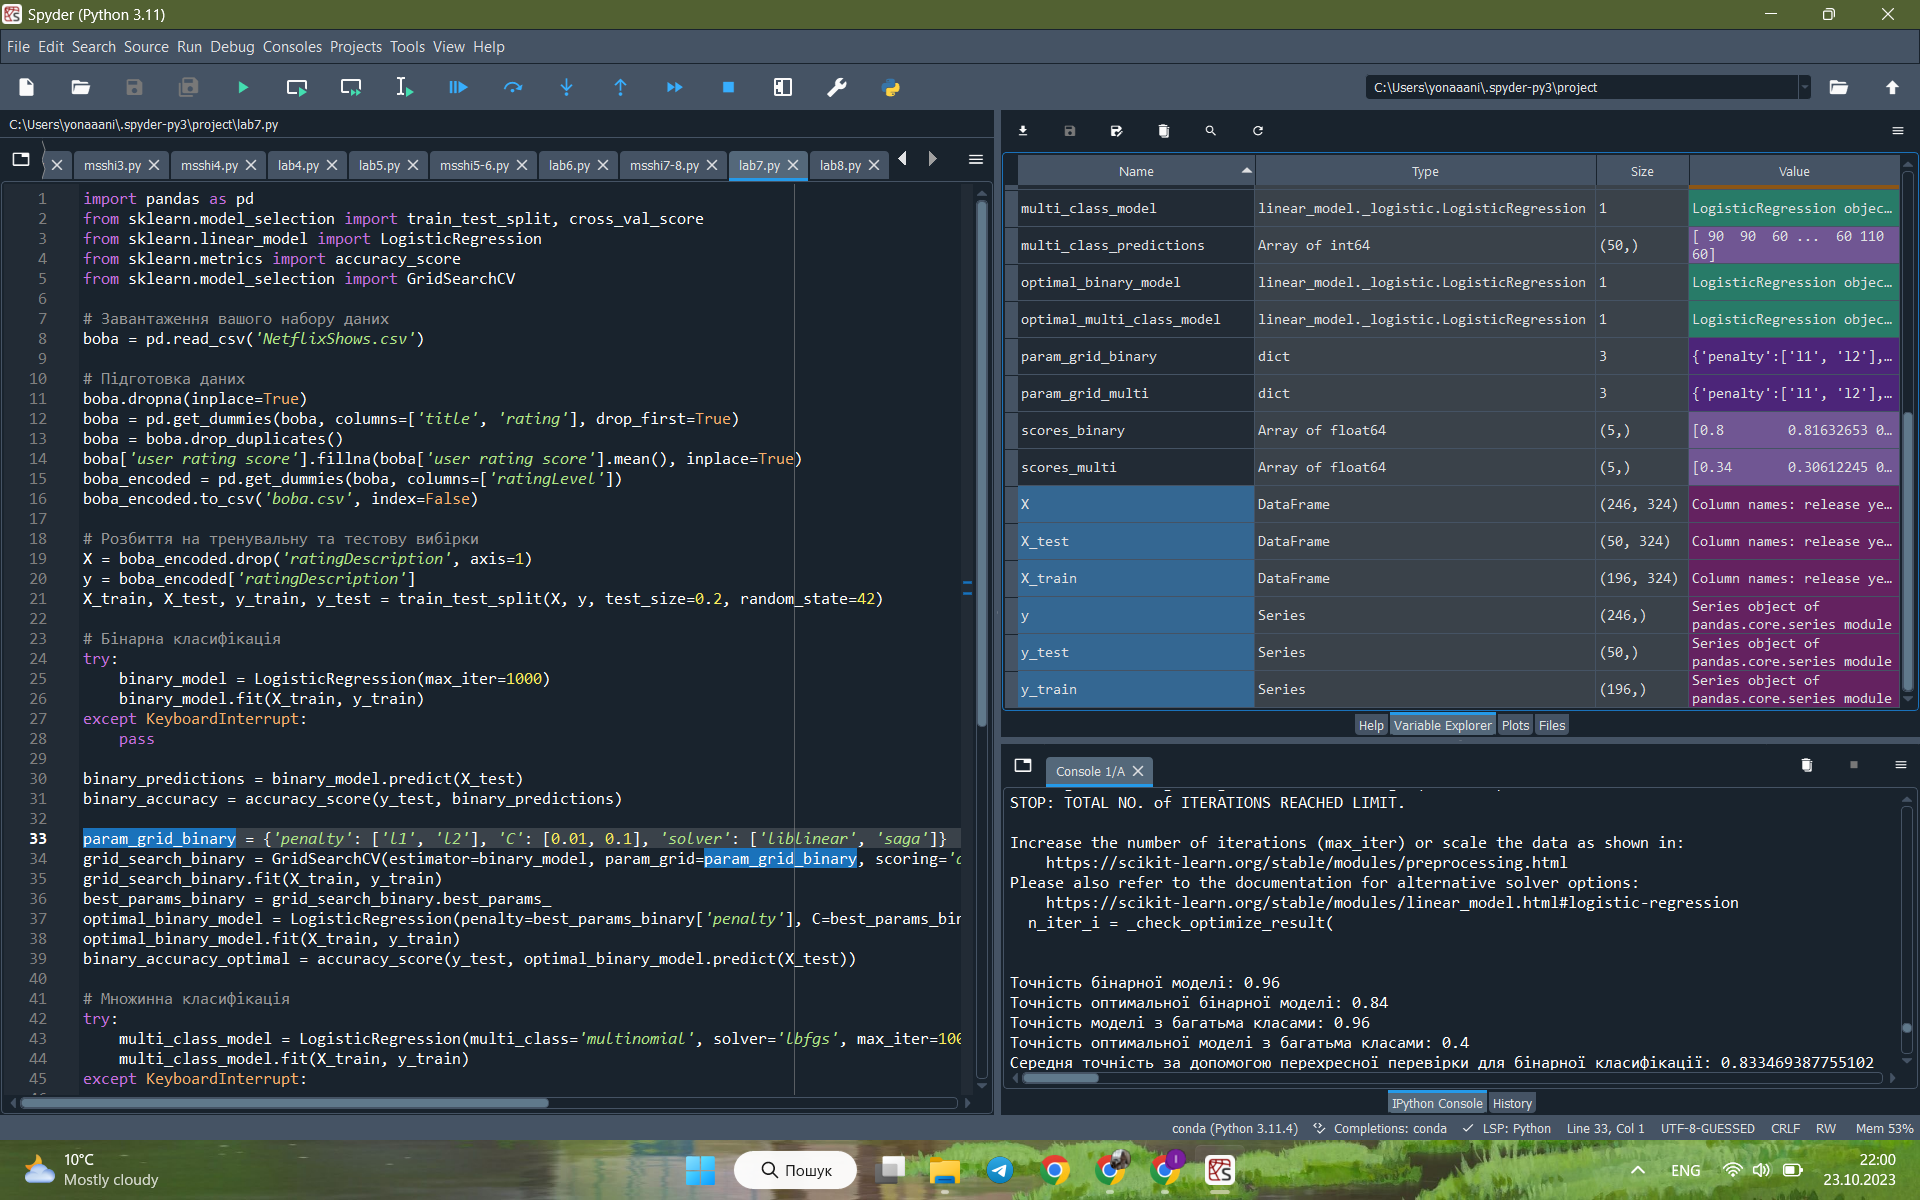 Spyder (Python 3.11)
File Edit Search Source Run Debug Consoles Projects Tools View Help
C:\Users\yonaaani\.spyder-py3\project
C:\Users\yonaaani\.spyder-py3\project\lab7.py
msshi3.py msshi4.py lab4.py lab5.py msshi5-6.py lab6.py msshi7-8.py lab7.py lab8.py
1 import pandas as pd
2 from sklearn.model_selection import train_test_split, cross_val_score
3 from sklearn.linear_model import LogisticRegression
4 from sklearn.metrics import accuracy_score
5 from sklearn.model_selection import GridSearchCV
6
7 # Завантаження вашого набору даних
8 boba = pd.read_csv('NetflixShows.csv')
9
10 # Підготовка даних
11 boba.dropna(inplace=True)
12 boba = pd.get_dummies(boba, columns=['title', 'rating'], drop_first=True)
13 boba = boba.drop_duplicates()
14 boba['user rating score'].fillna(boba['user rating score'].mean(), inplace=True)
15 boba_encoded = pd.get_dummies(boba, columns=['ratingLevel'])
16 boba_encoded.to_csv('boba.csv', index=False)
17
18 # Розбиття на тренувальну та тестову вибірки
19 X = boba_encoded.drop('ratingDescription', axis=1)
20 y = boba_encoded['ratingDescription']
21 X_train, X_test, y_train, y_test = train_test_split(X, y, test_size=0.2, random_state=42)
22
23 # Бінарна класифікація
24 try:
25 binary_model = LogisticRegression(max_iter=1000)
26 binary_model.fit(X_train, y_train)
27 except KeyboardInterrupt:
28 pass
29
30 binary_predictions = binary_model.predict(X_test)
31 binary_accuracy = accuracy_score(y_test, binary_predictions)
32
33 param_grid_binary = {'penalty': ['l1', 'l2'], 'C': [0.01, 0.1], 'solver': ['liblinear', 'saga']}
34 grid_search_binary = GridSearchCV(estimator=binary_model, param_grid=param_grid_binary, scoring='
35 grid_search_binary.fit(X_train, y_train)
36 best_params_binary = grid_search_binary.best_params_
37 optimal_binary_model = LogisticRegression(penalty=best_params_binary['penalty'], C=best_params_bin
38 optimal_binary_model.fit(X_train, y_train)
39 binary_accuracy_optimal = accuracy_score(y_test, optimal_binary_model.predict(X_test))
40
41 # Множинна класифікація
42 try:
43 multi_class_model = LogisticRegression(multi_class='multinomial', solver='lbfgs', max_iter=100
44 multi_class_model.fit(X_train, y_train)
45 except KeyboardInterrupt:
Name Type Size Value
multi_class_model linear_model._logistic.LogisticRegression 1 LogisticRegression objec…
multi_class_predictions Array of int64 (50,) [ 90 90 60 ... 60 110
60]
optimal_binary_model linear_model._logistic.LogisticRegression 1 LogisticRegression objec…
optimal_multi_class_model linear_model._logistic.LogisticRegression 1 LogisticRegression objec…
param_grid_binary dict 3 {'penalty':['l1', 'l2'],…
param_grid_multi dict 3 {'penalty':['l1', 'l2'],…
scores_binary Array of float64 (5,) [0.8 0.81632653 0…
scores_multi Array of float64 (5,) [0.34 0.30612245 0…
X DataFrame (246, 324) Column names: release ye…
X_test DataFrame (50, 324) Column names: release ye…
X_train DataFrame (196, 324) Column names: release ye…
y Series (246,) Series object of
pandas.core.series module
y_test Series (50,) Series object of
pandas.core.series module
y_train Series (196,) Series object of
pandas.core.series module
Help Variable Explorer Plots Files
Console 1/A
STOP: TOTAL NO. of ITERATIONS REACHED LIMIT.
Increase the number of iterations (max_iter) or scale the data as shown in:
https://scikit-learn.org/stable/modules/preprocessing.html
Please also refer to the documentation for alternative solver options:
https://scikit-learn.org/stable/modules/linear_model.html#logistic-regression
n_iter_i = _check_optimize_result(
Точність бінарної моделі: 0.96
Точність оптимальної бінарної моделі: 0.84
Точність моделі з багатьма класами: 0.96
Точність оптимальної моделі з багатьма класами: 0.4
Середня точність за допомогою перехресної перевірки для бінарної класифікації: 0.833469387755102
IPython Console History
conda (Python 3.11.4) Completions: conda LSP: Python Line 33, Col 1 UTF-8-GUESSED CRLF RW Mem 53%
10°C
Mostly cloudy
Пошук
ENG
22:00
23.10.2023